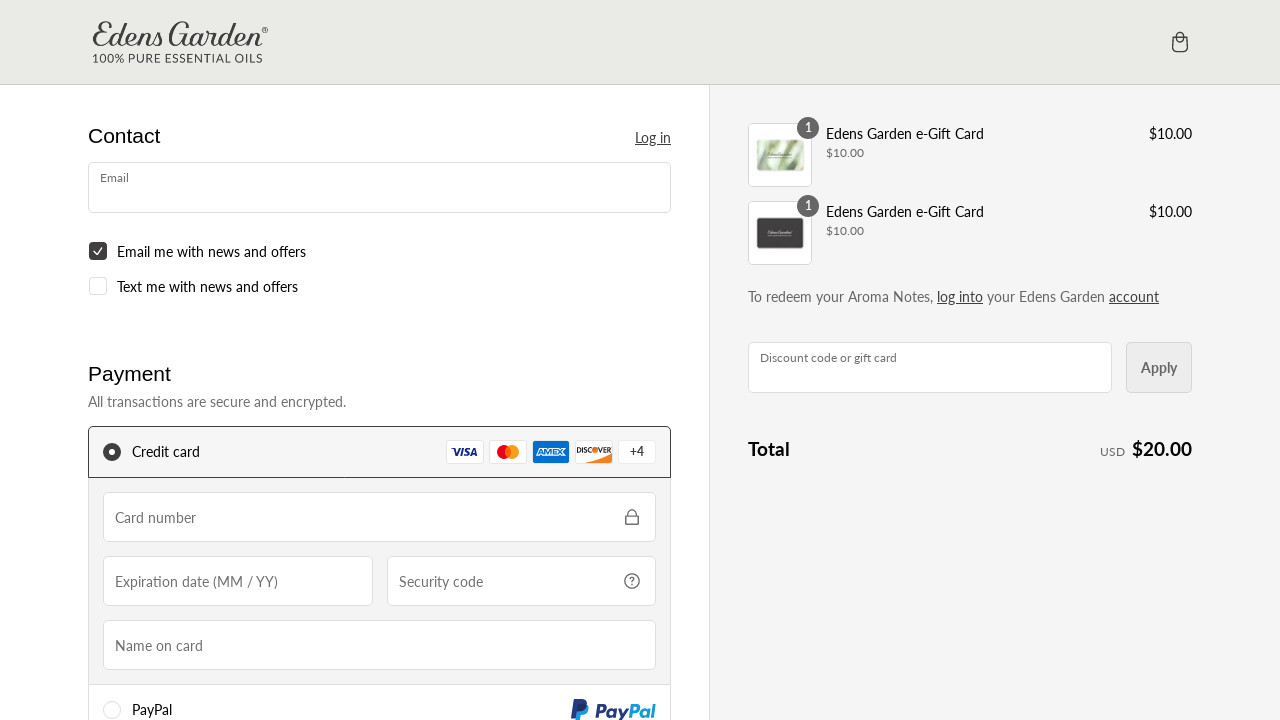 Edens Garden®
100% PURE ESSENTIAL OILS
Contact
Log in
Email
Email me with news and offers
Text me with news and offers
Payment
All transactions are secure and encrypted.
Credit card
VISA
AMEX
DISCOVER
+4
Card number
Expiration date (MM / YY)
Security code
Name on card
PayPal
PayPal
1
Edens Garden e-Gift Card
$10.00
$10.00
1
Edens Garden
Edens Garden e-Gift Card
$10.00
$10.00
To redeem your Aroma Notes, log into your Edens Garden account
Discount code or gift card
Apply
Total
USD $20.00